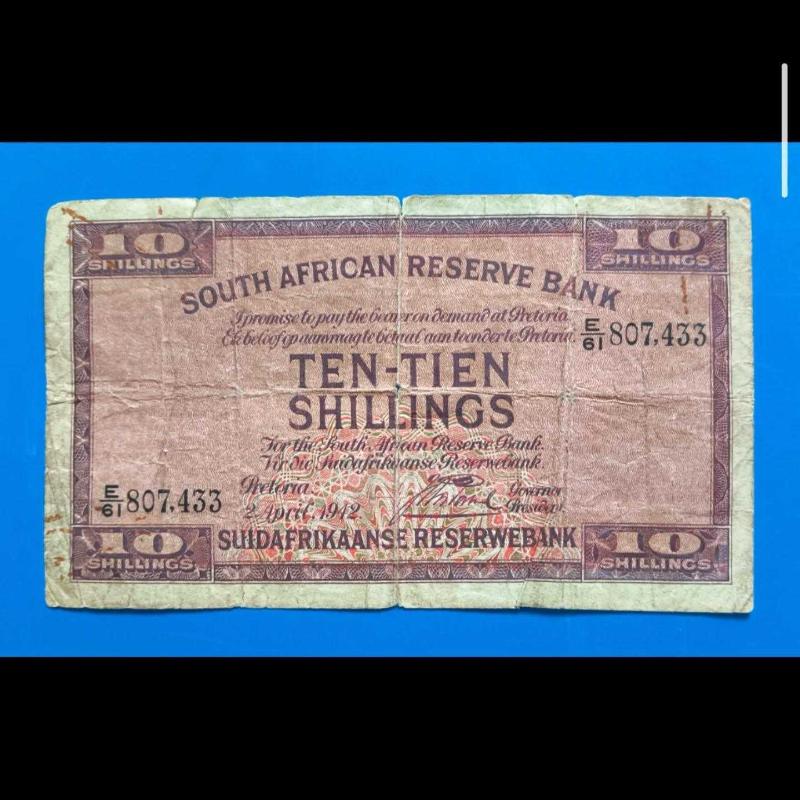 10 10
SHILLINGS SHILLINGS
SOUTH AFRICAN RESERVE BANK
I promise to pay the bearer on demand at Pretoria
Ek beloof op aanvraag te betaal aan toonder te Pretoria
E/61 807,433
TEN-TIEN
SHILLINGS
For the South African Reserve Bank.
Vir die Suidafrikaanse Reserwebank.
Pretoria.
E/61 807,433
2 April 1942
Governor
President
SUIDAFRIKAANSE RESERWEBANK
10 10
SHILLINGS SHILLINGS